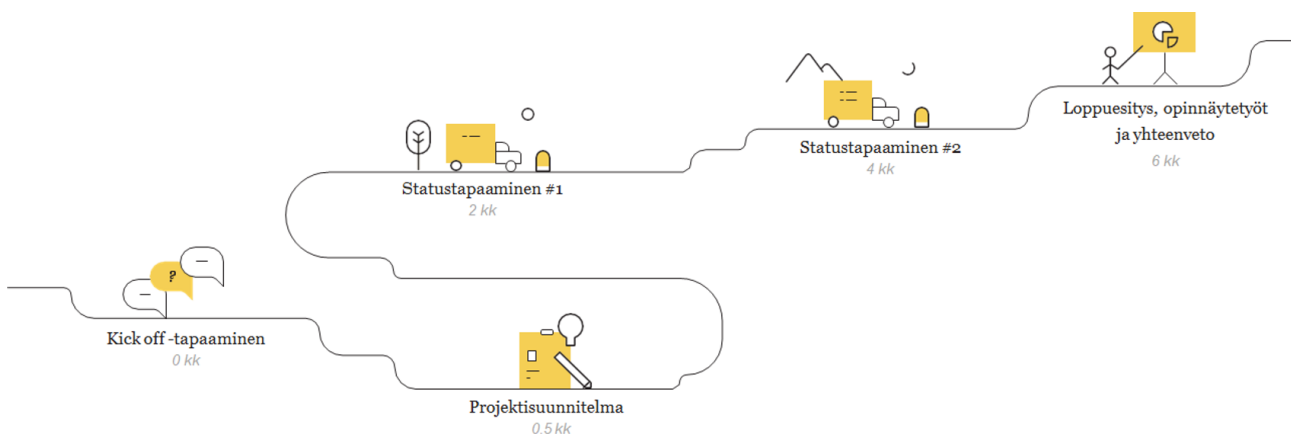 Kick off -tapaaminen
0 kk
?
Projektisuunnitelma
0.5 kk
Statustapaaminen #1
2 kk
Statustapaaminen #2
4 kk
Loppuesitys, opinnäytetyöt
ja yhteenveto
6 kk